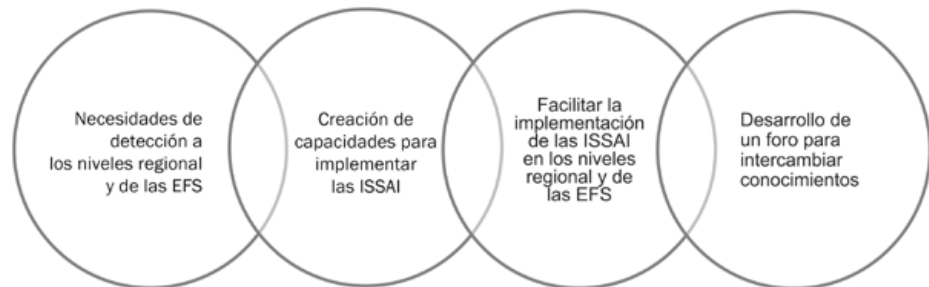 Necesidades de
detección a
los niveles regional
y de las EFS
Creación de
capacidades para
implementar
las ISSAI
Facilitar la
implementación
de las ISSAI
en los niveles
regional y de
las EFS
Desarrollo de
un foro para
intercambiar
conocimientos